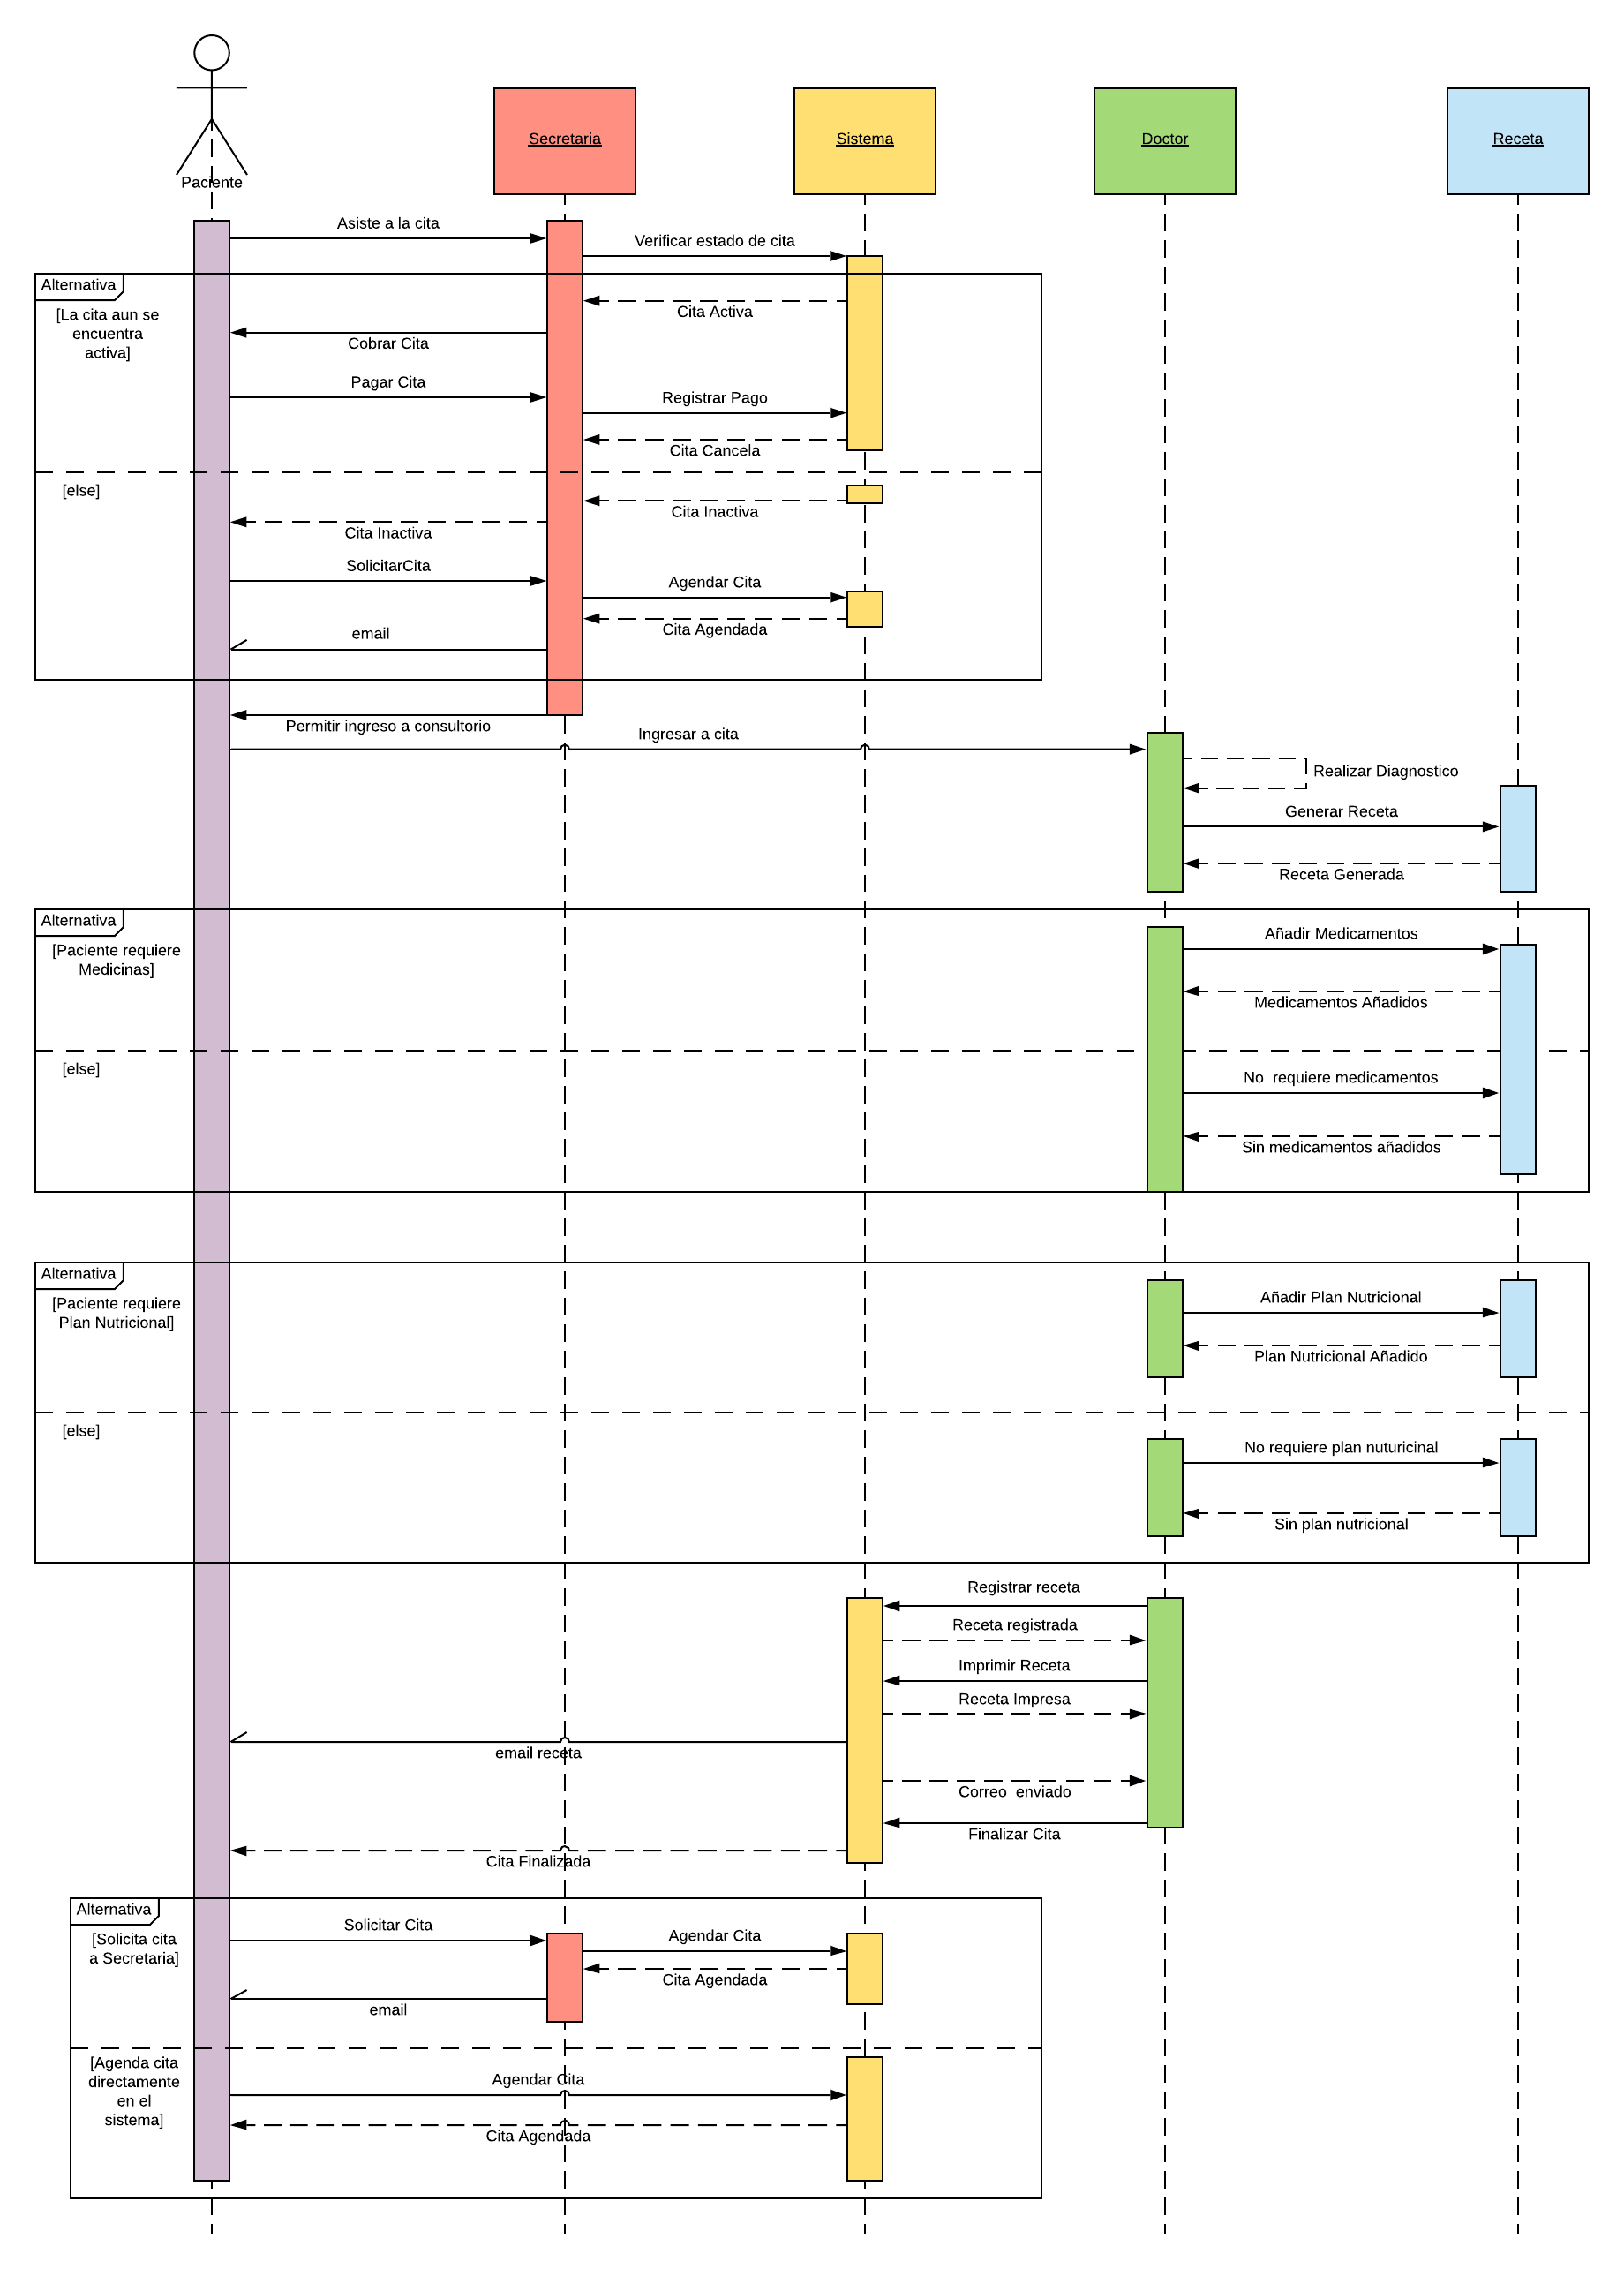 Paciente
Secretaria
Sistema
Doctor
Receta
Asiste a la cita
Verificar estado de cita
Alternativa
[La cita aun se
encuentra
activa]
Cita Activa
Cobrar Cita
Pagar Cita
Registrar Pago
Cita Cancela
[else]
Cita Inactiva
Cita Inactiva
SolicitarCita
Agendar Cita
Cita Agendada
email
Permitir ingreso a consultorio
Ingresar a cita
Realizar Diagnostico
Generar Receta
Receta Generada
Alternativa
[Paciente requiere
Medicinas]
Añadir Medicamentos
Medicamentos Añadidos
[else]
No  requiere medicamentos
Sin medicamentos añadidos
Alternativa
[Paciente requiere
Plan Nutricional]
Añadir Plan Nutricional
Plan Nutricional Añadido
[else]
No requiere plan nuturicinal
Sin plan nutricional
Registrar receta
Receta registrada
Imprimir Receta
Receta Impresa
email receta
Correo  enviado
Finalizar Cita
Cita Finalizada
Alternativa
[Solicita cita
a Secretaria]
Solicitar Cita
Agendar Cita
Cita Agendada
email
[Agenda cita
directamente
en el
sistema]
Agendar Cita
Cita Agendada